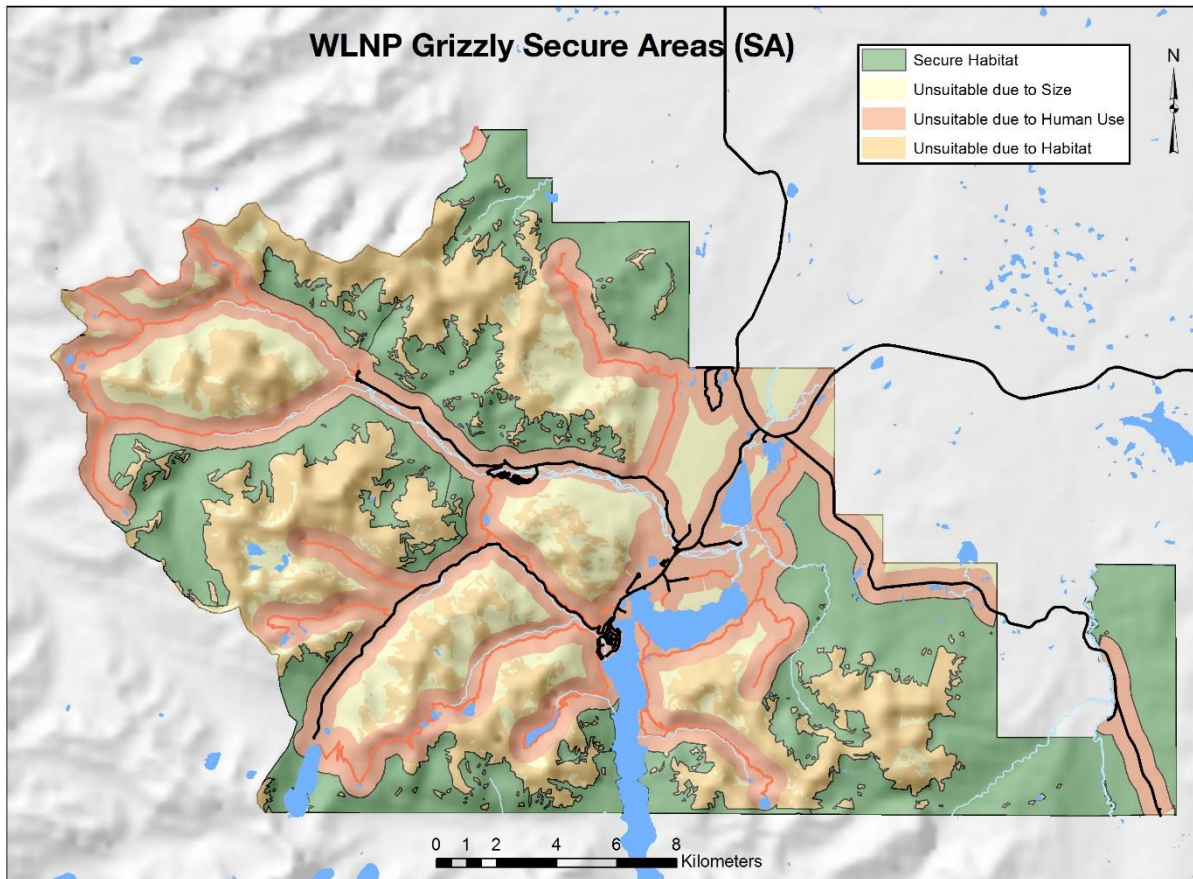 WLNP Grizzly Secure Areas (SA)
Secure Habitat
Unsuitable due to Size
Unsuitable due to Human Use
Unsuitable due to Habitat
N
0 1 2 4 6 8
Kilometers